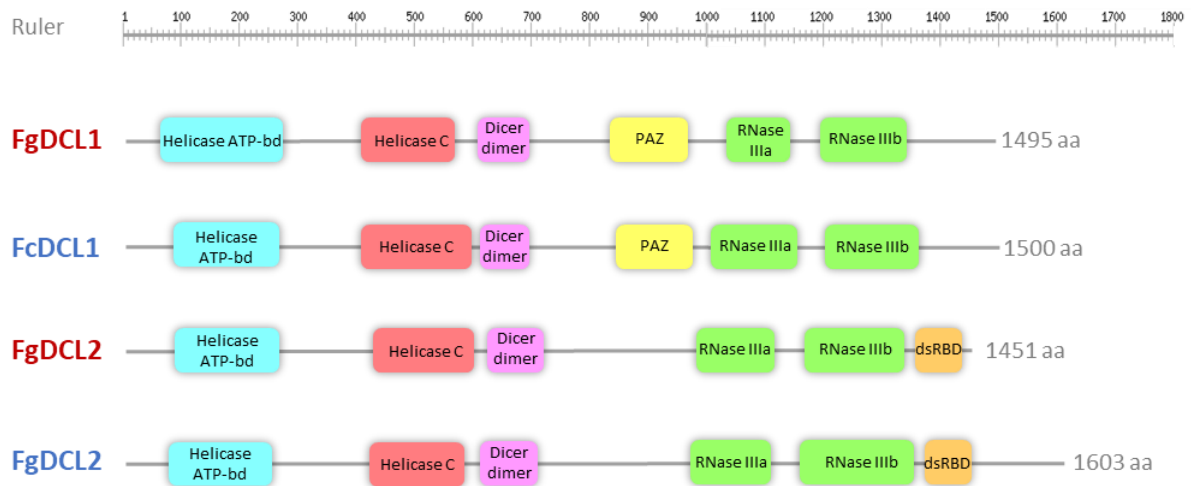 Ruler 1 100 200 300 400 500 600 700 800 900 1000 1100 1200 1300 1400 1500 1600 1700 1800
FgDCL1 Helicase ATP-bd Helicase C Dicer dimer PAZ RNase IIIa RNase IIIb 1495 aa
FcDCL1 Helicase ATP-bd Helicase C Dicer dimer PAZ RNase IIIa RNase IIIb 1500 aa
FgDCL2 Helicase ATP-bd Helicase C Dicer dimer RNase IIIa RNase IIIb dsRBD 1451 aa
FgDCL2 Helicase ATP-bd Helicase C Dicer dimer RNase IIIa RNase IIIb dsRBD 1603 aa